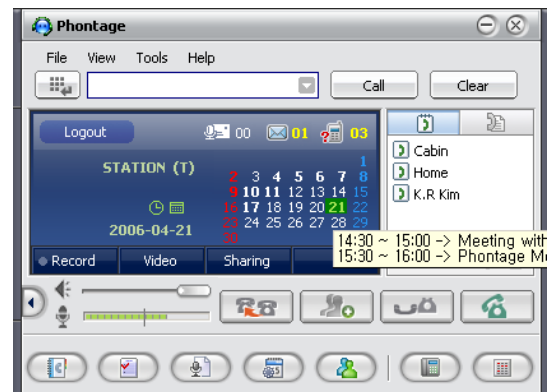 Phontage
File View Tools Help
Call Clear
Logout 00 01 03
STATION (T)
1
2 3 4 5 6 7 8
9 10 11 12 13 14 15
16 17 18 19 20 21 22
23 24 25 26 27 28 29
30
2006-04-21
Record Video Sharing
Cabin
Home
K.R Kim
14:30 ~ 15:00 -> Meeting with
15:30 ~ 16:00 -> Phontage